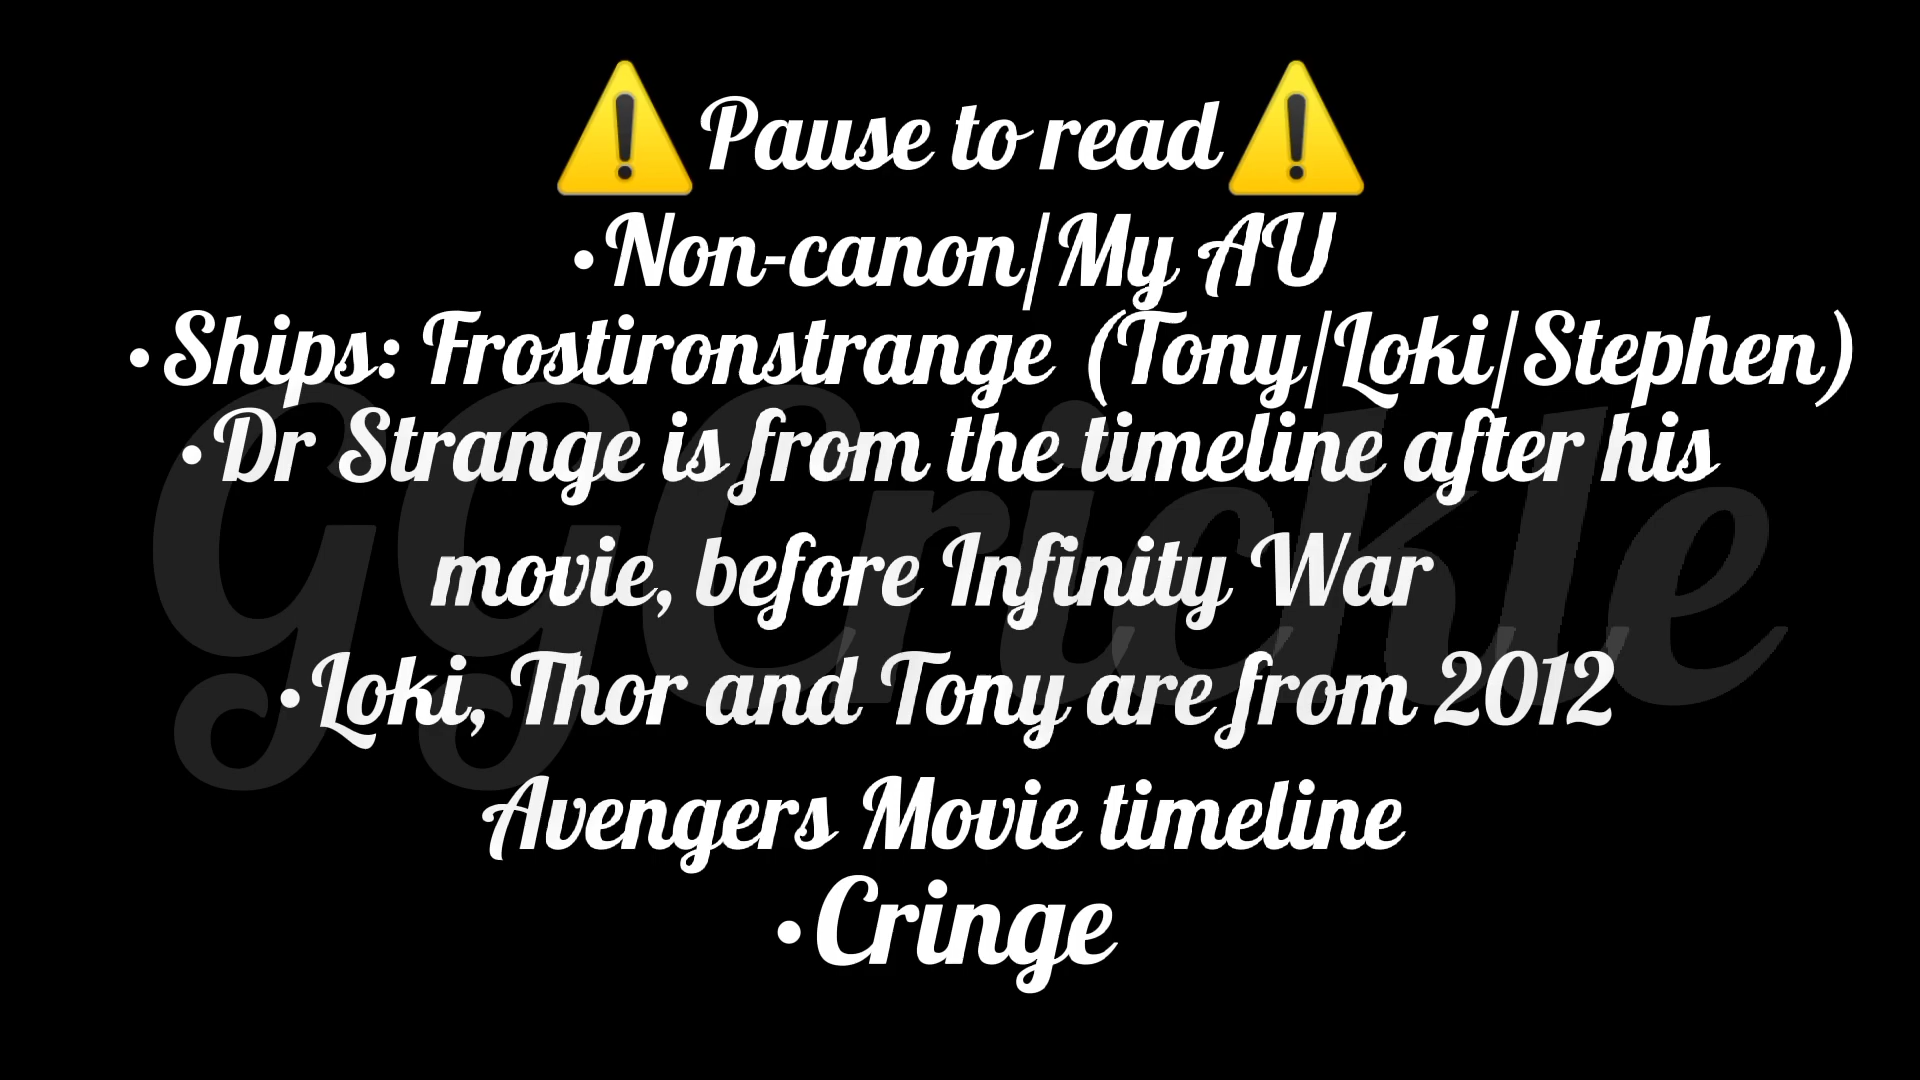 ⚠️Pause to read⚠️
•Non-canon/My AU
•Ships: Frostironstrange (Tony/Loki/Stephen)
•Dr Strange is from the timeline after his
movie, before Infinity War
•Loki, Thor and Tony are from 2012
Avengers Movie timeline
•Cringe
GGCrickle